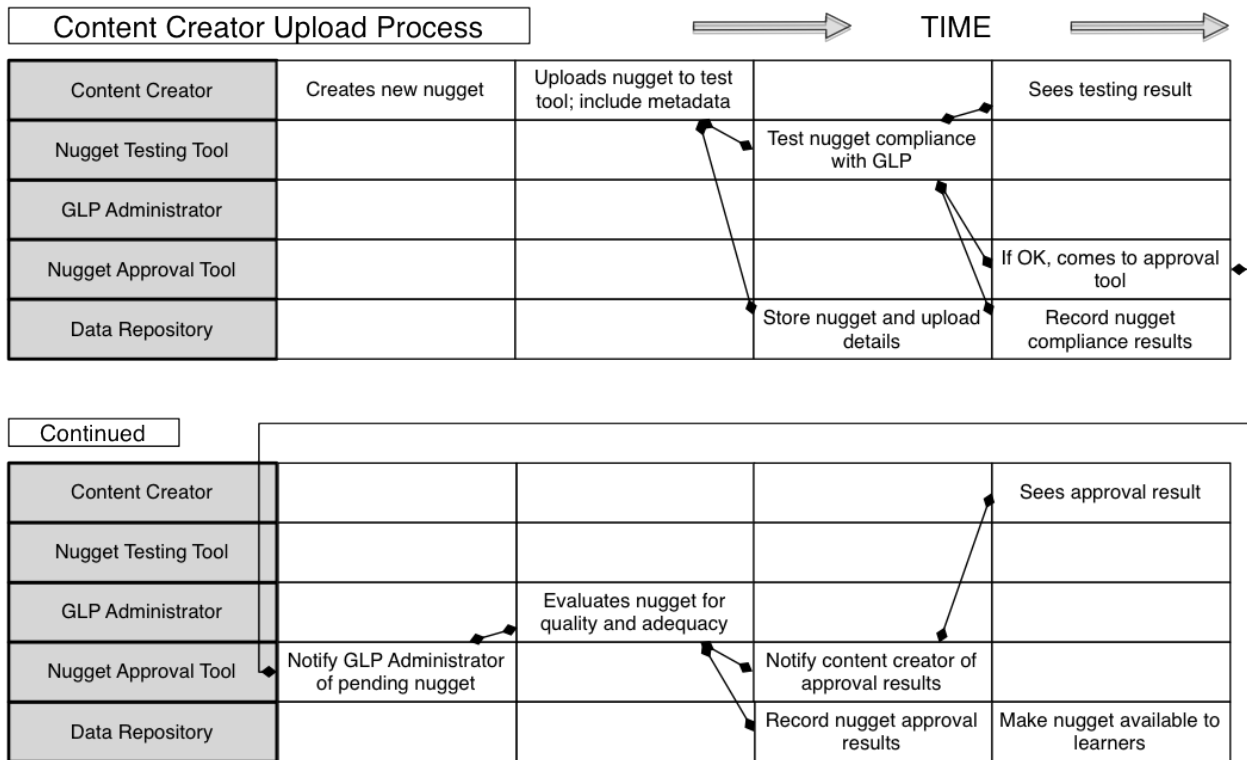 Content Creator Upload Process
TIME
Content Creator
Creates new nugget
Uploads nugget to test
tool; include metadata
Sees testing result
Nugget Testing Tool
Test nugget compliance
with GLP
GLP Administrator
Nugget Approval Tool
If OK, comes to approval
tool
Data Repository
Store nugget and upload
details
Record nugget
compliance results
Continued
Content Creator
Sees approval result
Nugget Testing Tool
GLP Administrator
Evaluates nugget for
quality and adequacy
Nugget Approval Tool
Notify GLP Administrator
of pending nugget
Notify content creator of
approval results
Data Repository
Record nugget approval
results
Make nugget available to
learners